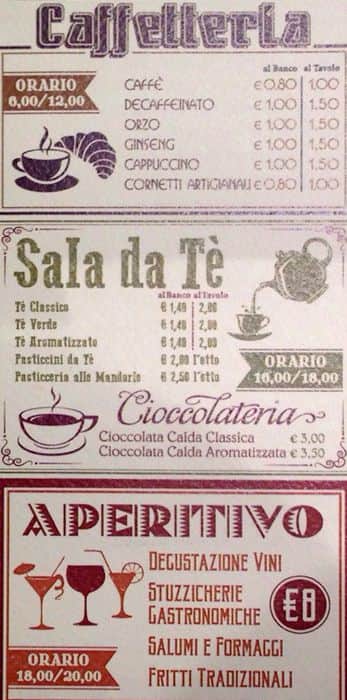 Caffetteria
al Banco al Tavolo
ORARIO
6,00/12,00
CAFFÈ € 0,80 1,00
DECAFFEINATO € 1,00 1,50
ORZO € 1,00 1,50
GINSENG € 1,00 1,50
CAPPUCCINO € 1,00 1,50
CORNETTI ARTIGIANALI € 0,80 1,00
Sala da Tè
al Banco al Tavolo
Tè Classico € 1,40 2,00
Tè Verde € 1,40 2,00
Tè Aromatizzato € 1,40 2,00
Pasticcini da Tè € 2,00 l'etto
Pasticceria alle Mandorle € 2,50 l'etto
ORARIO
16,00/18,00
Cioccolateria
Cioccolata Calda Classica € 3,00
Cioccolata Calda Aromatizzata € 3,50
APERITIVO
DEGUSTAZIONE VINI
STUZZICHERIE
GASTRONOMICHE
€8
SALUMI E FORMAGGI
FRITTI TRADIZIONALI
ORARIO
18,00/20,00